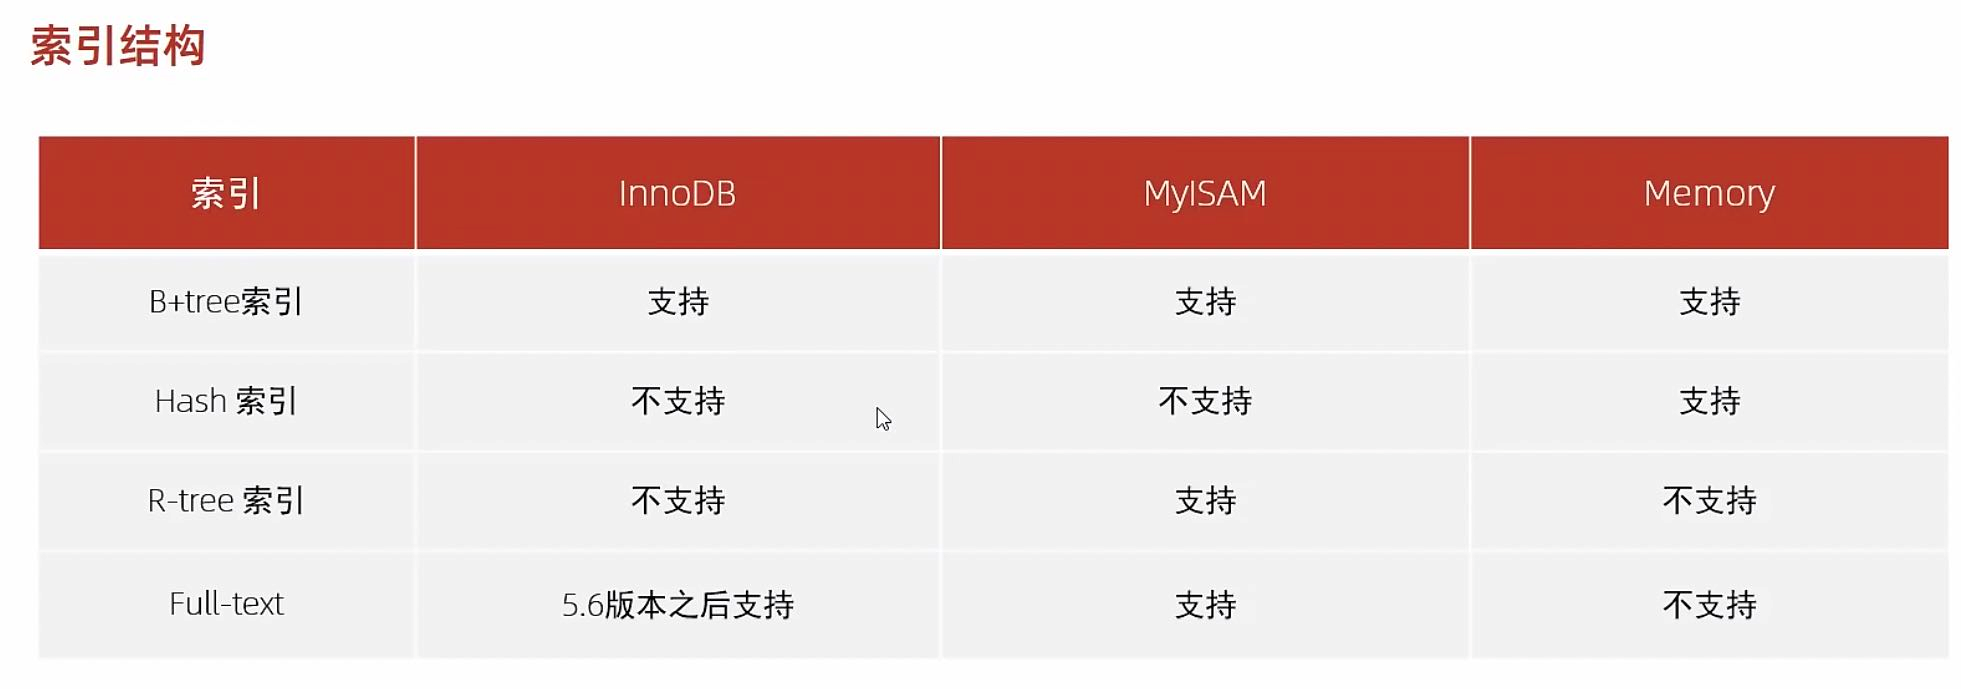 索引结构
索引 InnoDB MyISAM Memory
B+tree索引 支持 支持 支持
Hash 索引 不支持 不支持 支持
R-tree 索引 不支持 支持 不支持
Full-text 5.6版本之后支持 支持 不支持